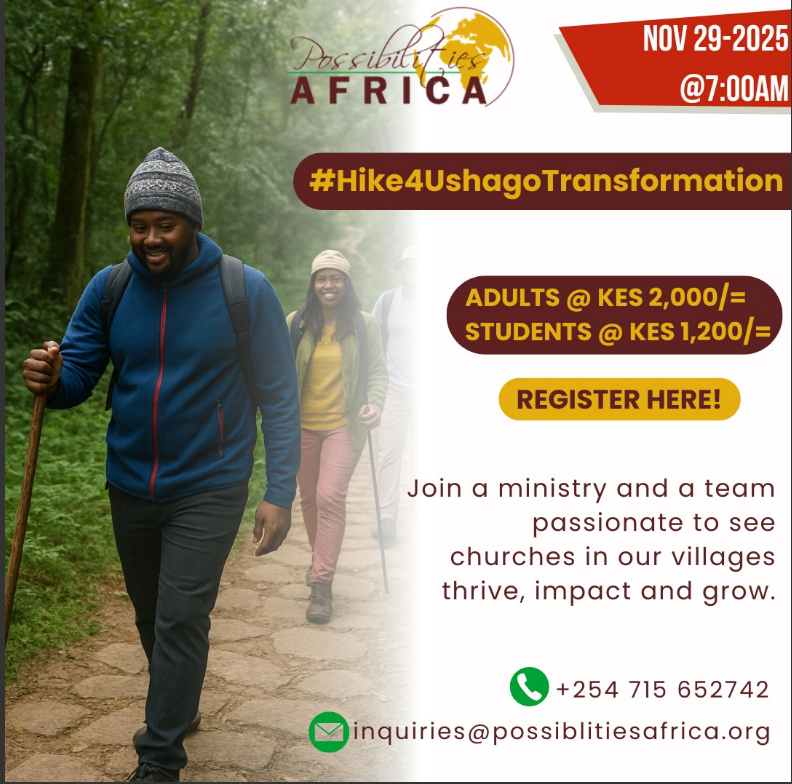 Possibilities
AFRICA
NOV 29-2025
@7:00AM
#Hike4UshagoTransformation
ADULTS @ KES 2,000/=
STUDENTS @ KES 1,200/=
REGISTER HERE!
Join a ministry and a team
passionate to see
churches in our villages
thrive, impact and grow.
+254 715 652742
inquiries@possiblitiesafrica.org